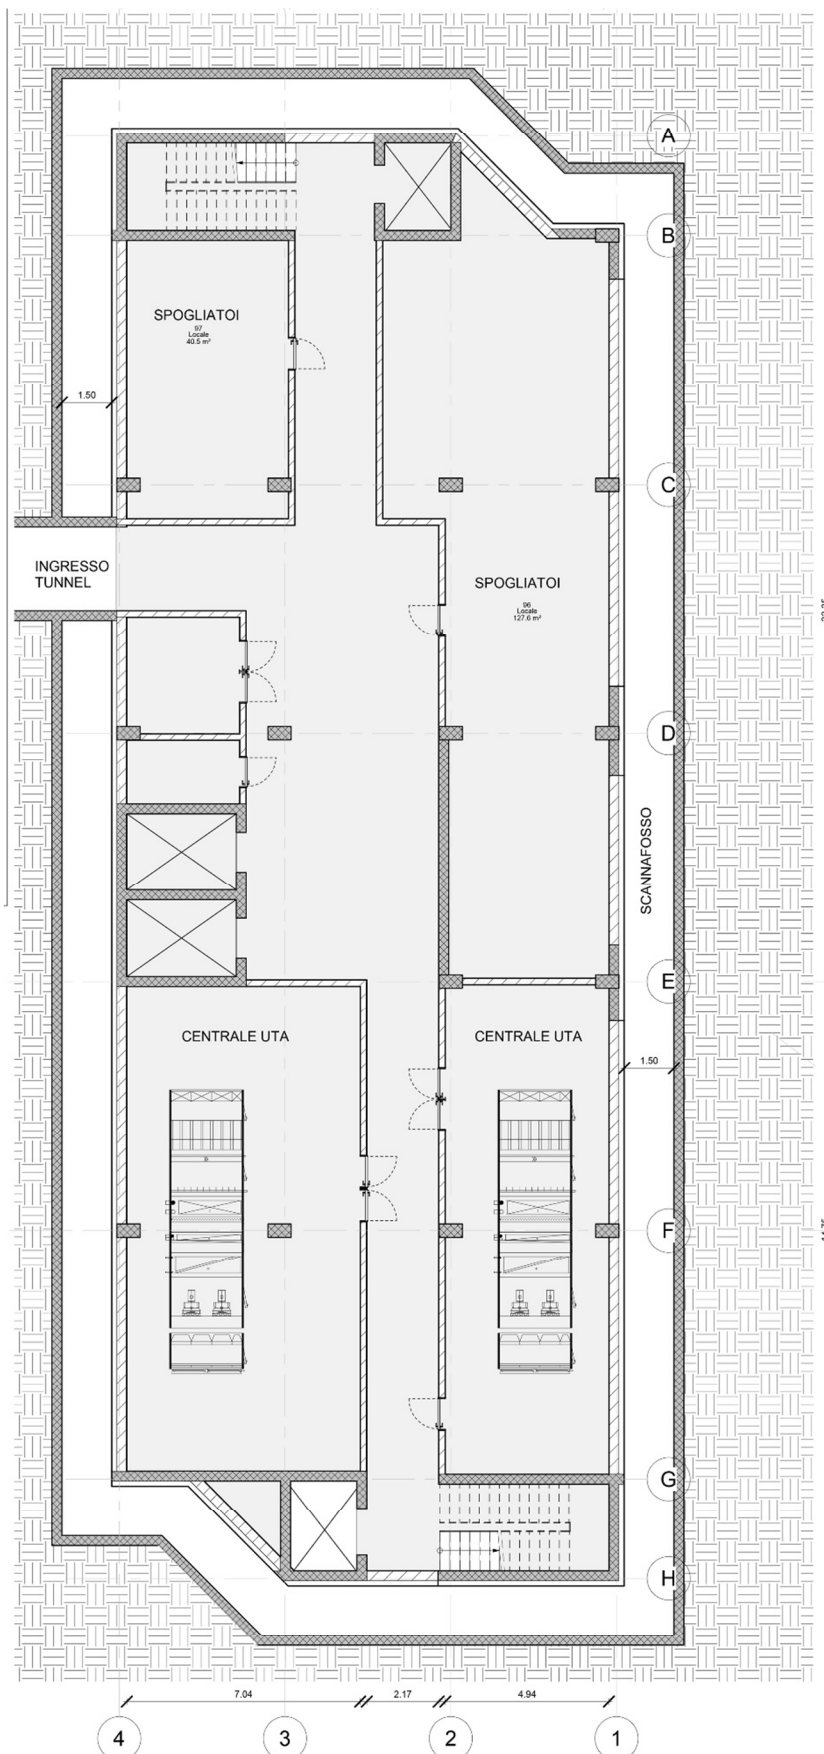 A
B
SPOGLIATOI
97
Locale
40.5 m²
1.50
C
INGRESSO
TUNNEL
SPOGLIATOI
96
Locale
127.6 m²
D
SCANNAFOSSO
E
CENTRALE UTA
CENTRALE UTA
1.50
F
G
H
7.04
2.17
4.94
4
3
2
1